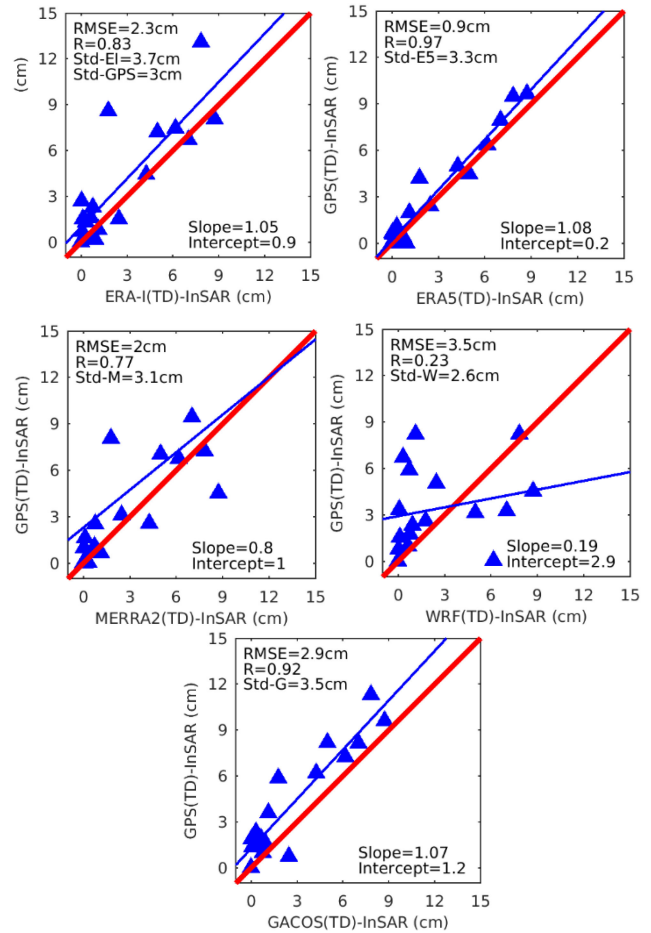 15
12
9
6
3
0
(cm)
RMSE=2.3cm
R=0.83
Std-EI=3.7cm
Std-GPS=3cm
Slope=1.05
Intercept=0.9
0 3 6 9 12 15
ERA-I(TD)-InSAR (cm)
15
12
9
6
3
0
GPS(TD)-InSAR (cm)
RMSE=0.9cm
R=0.97
Std-E5=3.3cm
Slope=1.08
Intercept=0.2
0 3 6 9 12 15
ERA5(TD)-InSAR (cm)
15
12
9
6
3
0
GPS(TD)-InSAR (cm)
RMSE=2cm
R=0.77
Std-M=3.1cm
Slope=0.8
Intercept=1
0 3 6 9 12 15
MERRA2(TD)-InSAR (cm)
15
12
9
6
3
0
GPS(TD)-InSAR (cm)
RMSE=3.5cm
R=0.23
Std-W=2.6cm
Slope=0.19
Intercept=2.9
0 3 6 9 12 15
WRF(TD)-InSAR (cm)
15
12
9
6
3
0
GPS(TD)-InSAR (cm)
RMSE=2.9cm
R=0.92
Std-G=3.5cm
Slope=1.07
Intercept=1.2
0 3 6 9 12 15
GACOS(TD)-InSAR (cm)